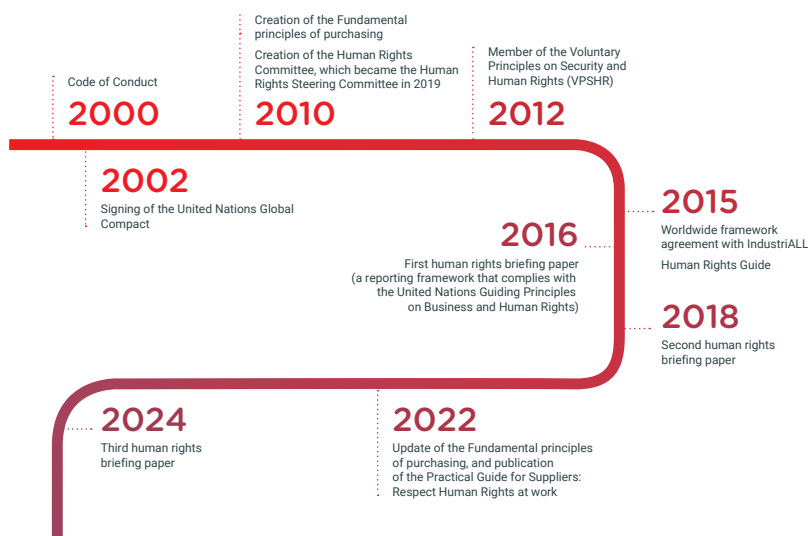 Code of Conduct
2000
2002
Signing of the United Nations Global
Compact
Creation of the Fundamental
principles of purchasing
Creation of the Human Rights
Committee, which became the Human
Rights Steering Committee in 2019
2010
Member of the Voluntary
Principles on Security and
Human Rights (VPSHR)
2012
2015
Worldwide framework
agreement with IndustriALL
Human Rights Guide
2016
First human rights briefing paper
(a reporting framework that complies with
the United Nations Guiding Principles
on Business and Human Rights)
2018
Second human rights
briefing paper
2022
Update of the Fundamental principles
of purchasing, and publication
of the Practical Guide for Suppliers:
Respect Human Rights at work
2024
Third human rights
briefing paper